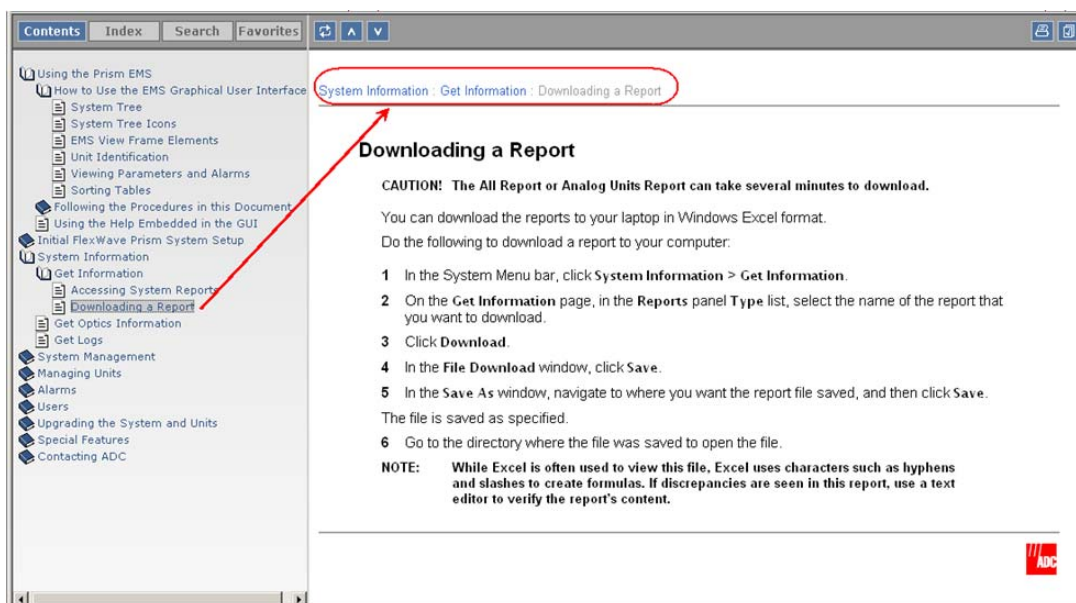 Contents Index Search Favorites
Using the Prism EMS
How to Use the EMS Graphical User Interface
System Tree
System Tree Icons
EMS View Frame Elements
Unit Identification
Viewing Parameters and Alarms
Sorting Tables
Following the Procedures in this Document
Using the Help Embedded in the GUI
Initial FlexWave Prism System Setup
System Information
Get Information
Accessing System Reports
Downloading a Report
Get Optics Information
Get Logs
System Management
Managing Units
Alarms
Users
Upgrading the System and Units
Special Features
Contacting ADC
System Information : Get Information : Downloading a Report
Downloading a Report
CAUTION! The All Report or Analog Units Report can take several minutes to download.
You can download the reports to your laptop in Windows Excel format.
Do the following to download a report to your computer:
1 In the System Menu bar, click System Information > Get Information.
2 On the Get Information page, in the Reports panel Type list, select the name of the report that
you want to download.
3 Click Download.
4 In the File Download window, click Save.
5 In the Save As window, navigate to where you want the report file saved, and then click Save.
The file is saved as specified.
6 Go to the directory where the file was saved to open the file.
NOTE: While Excel is often used to view this file, Excel uses characters such as hyphens
and slashes to create formulas. If discrepancies are seen in this report, use a text
editor to verify the report's content.
ADC